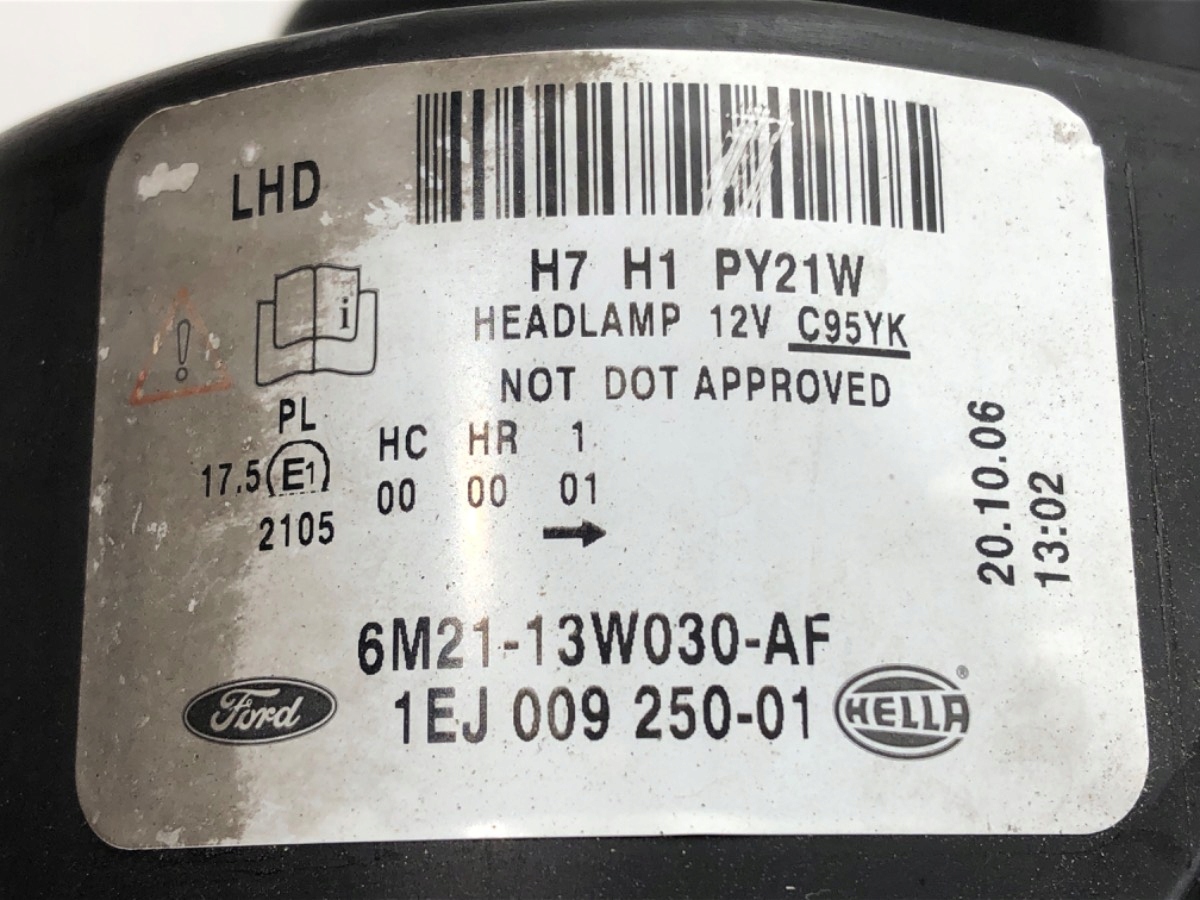 LHD
H7 H1 PY21W
HEADLAMP 12V C95YK
NOT DOT APPROVED
i
PL
17.5 E1
2105
HC HR 1
00 00 01
20.10.06
13:02
6M21-13W030-AF
Ford
1EJ 009 250-01
HELLA®